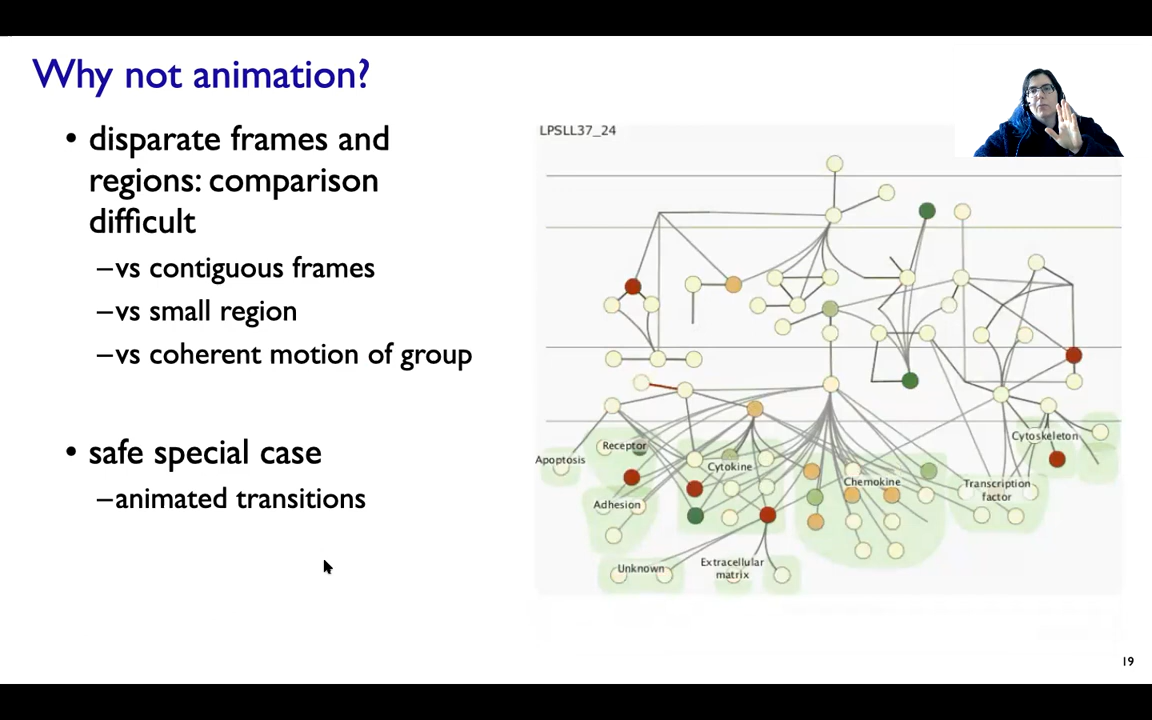 Why not animation?
• disparate frames and
regions: comparison
difficult
–vs contiguous frames
–vs small region
–vs coherent motion of group
• safe special case
–animated transitions
LPSLL37_24
Cytoskeleton
Receptor
Apoptosis
Cytokine
Chemokine
Transcription
factor
Adhesion
Unknown
Extracellular
matrix
19